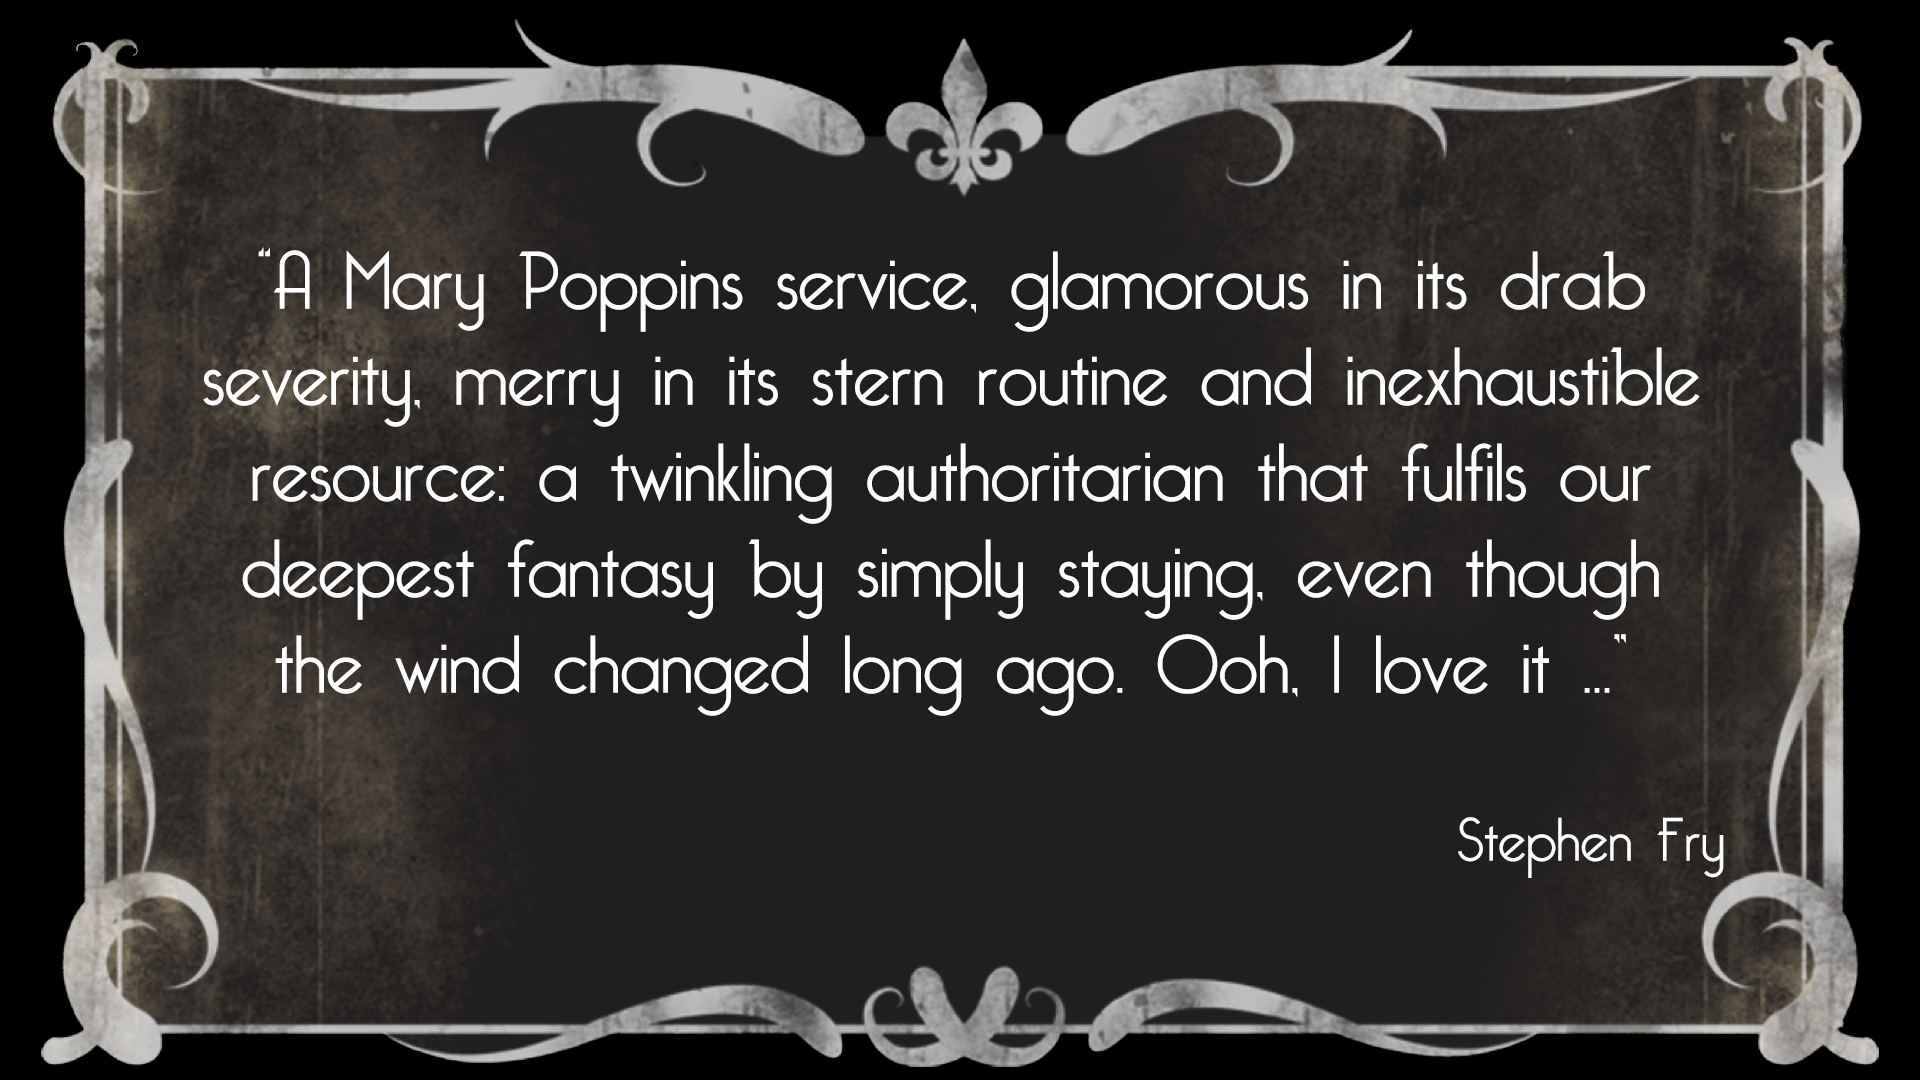 “A Mary Poppins service, glamorous in its drab
severity, merry in its stern routine and inexhaustible
resource: a twinkling authoritarian that fulfils our
deepest fantasy by simply staying, even though
the wind changed long ago. Ooh, I love it ...”
Stephen Fry